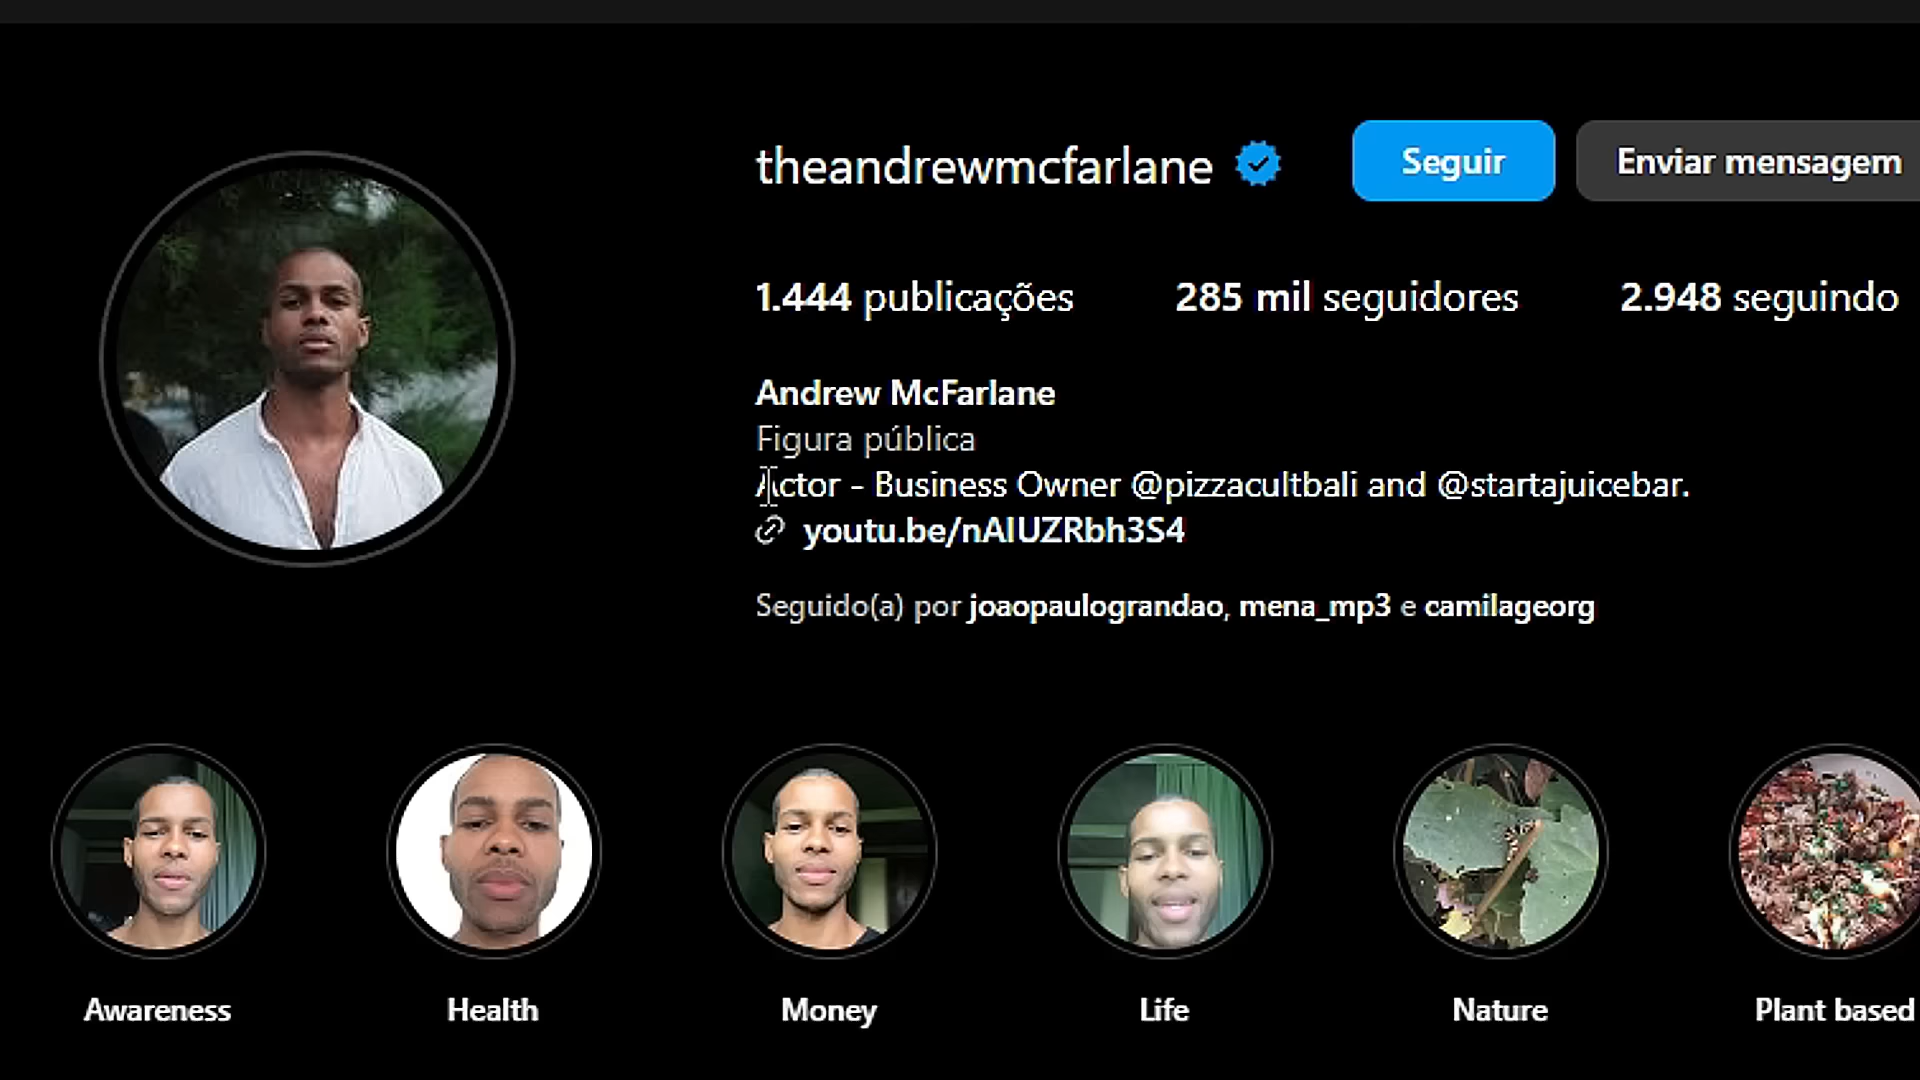 theandrewmcfarlane
Seguir
Enviar mensagem
1.444 publicações
285 mil seguidores
2.948 seguindo
Andrew McFarlane
Figura pública
Actor - Business Owner @pizzacultbali and @startajuicebar.
youtu.be/nAIUZRbh3S4
Seguido(a) por joaopaulograndao, mena_mp3 e camilageorg
Awareness
Health
Money
Life
Nature
Plant based